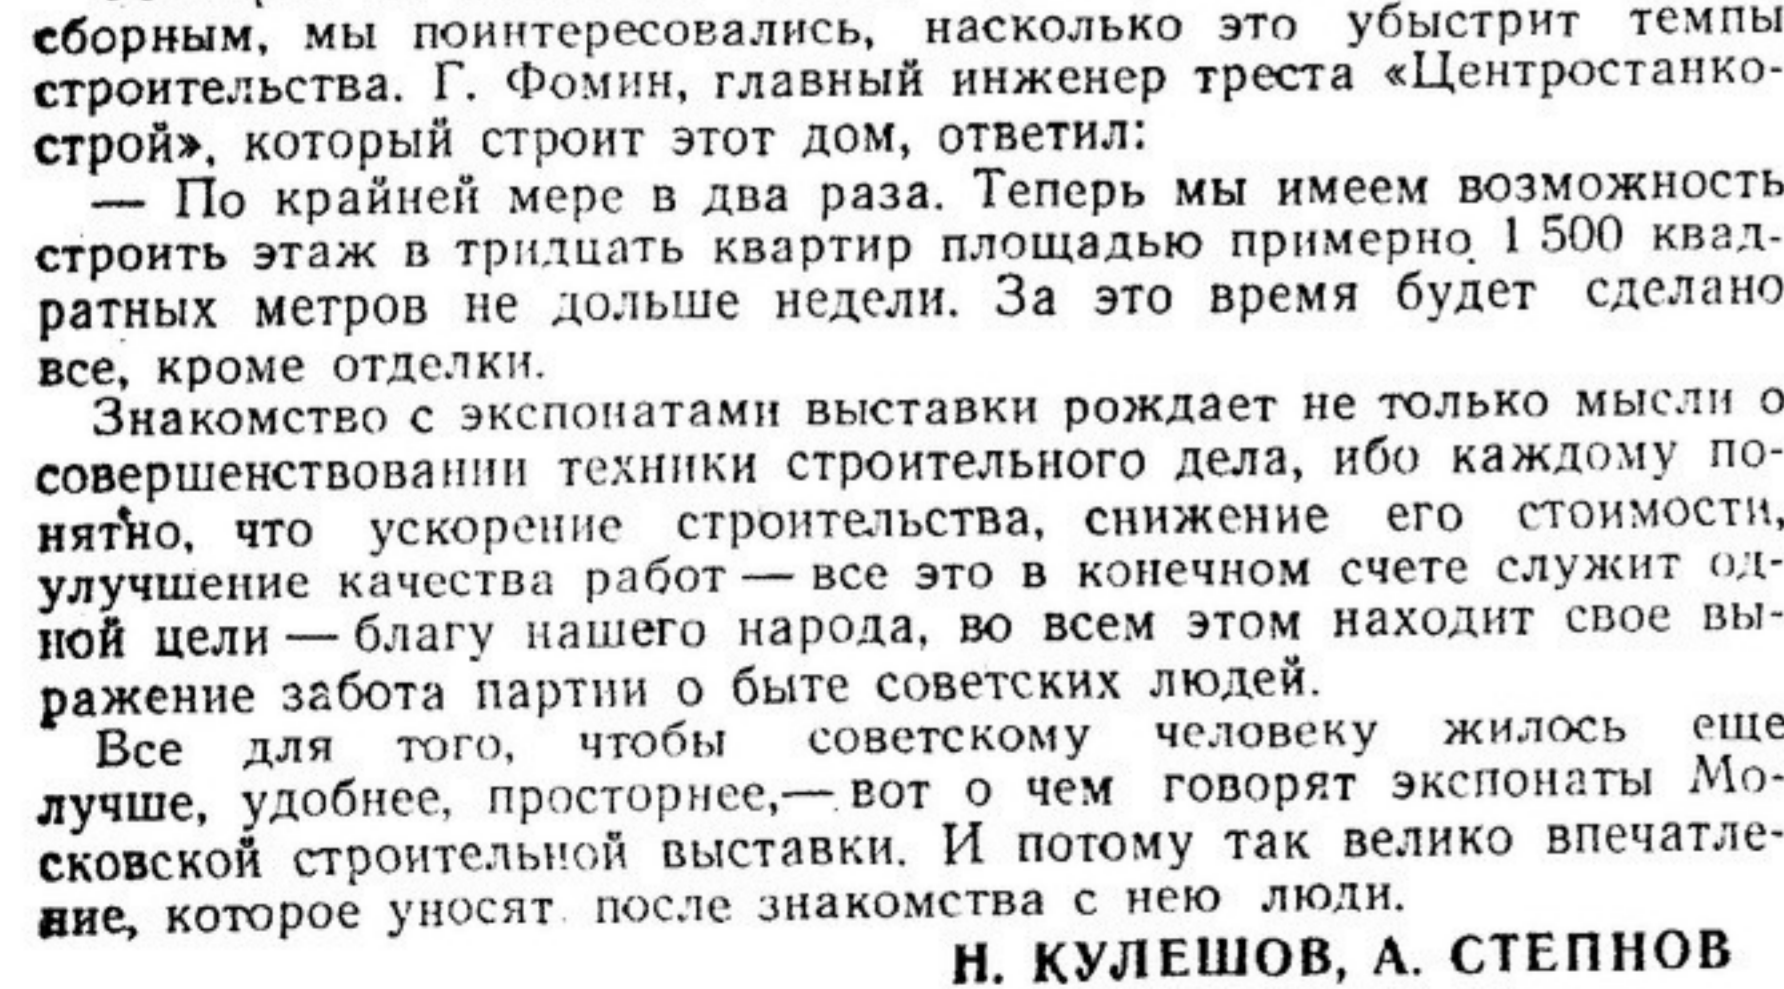 сборным, мы поинтересовались, насколько это убыстрит темпы
строительства. Г. Фомин, главный инженер треста «Центростанко-
строй», который строит этот дом, ответил:
— По крайней мере в два раза. Теперь мы имеем возможность
строить этаж в тридцать квартир площадью примерно 1 500 квад-
ратных метров не дольше недели. За это время будет сделано
все, кроме отделки.
Знакомство с экспонатами выставки рождает не только мысли о
совершенствовании техники строительного дела, ибо каждому по-
нятно, что ускорение строительства, снижение его стоимости,
улучшение качества работ — все это в конечном счете служит од-
ной цели — благу нашего народа, во всем этом находит свое вы-
ражение забота партии о быте советских людей.
Все для того, чтобы советскому человеку жилось еще
лучше, удобнее, просторнее,— вот о чем говорят экспонаты Мо-
сковской строительной выставки. И потому так велико впечатле-
ние, которое уносят после знакомства с нею люди.
Н. КУЛЕШОВ, А. СТЕПНОВ